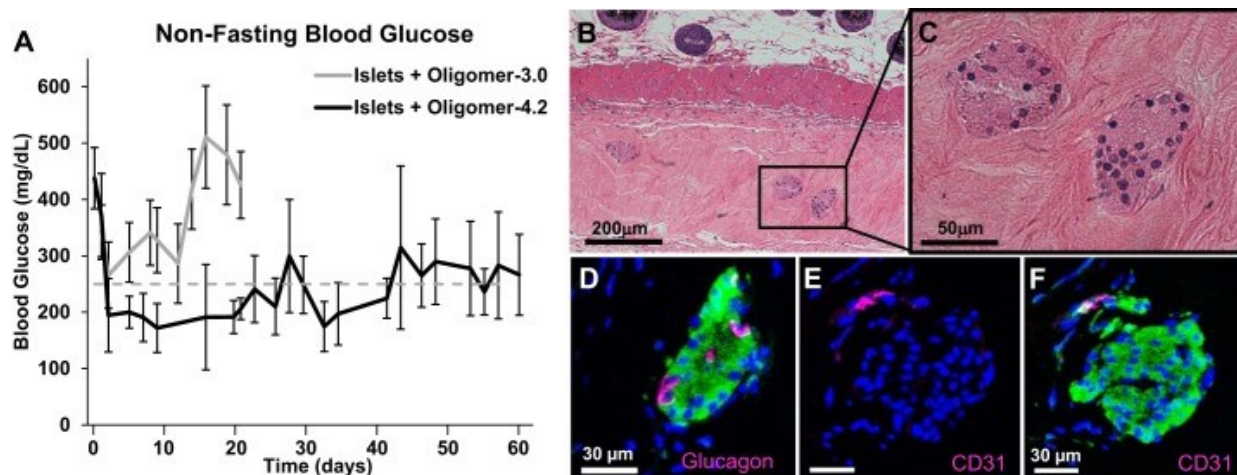 A
Non-Fasting Blood Glucose
Islets + Oligomer-3.0
Islets + Oligomer-4.2
Blood Glucose (mg/dL)
600
500
400
300
200
100
0
0 10 20 30 40 50 60
Time (days)
B
200µm
C
50µm
D
30 µm
Glucagon
E
CD31
F
30 µm
CD31